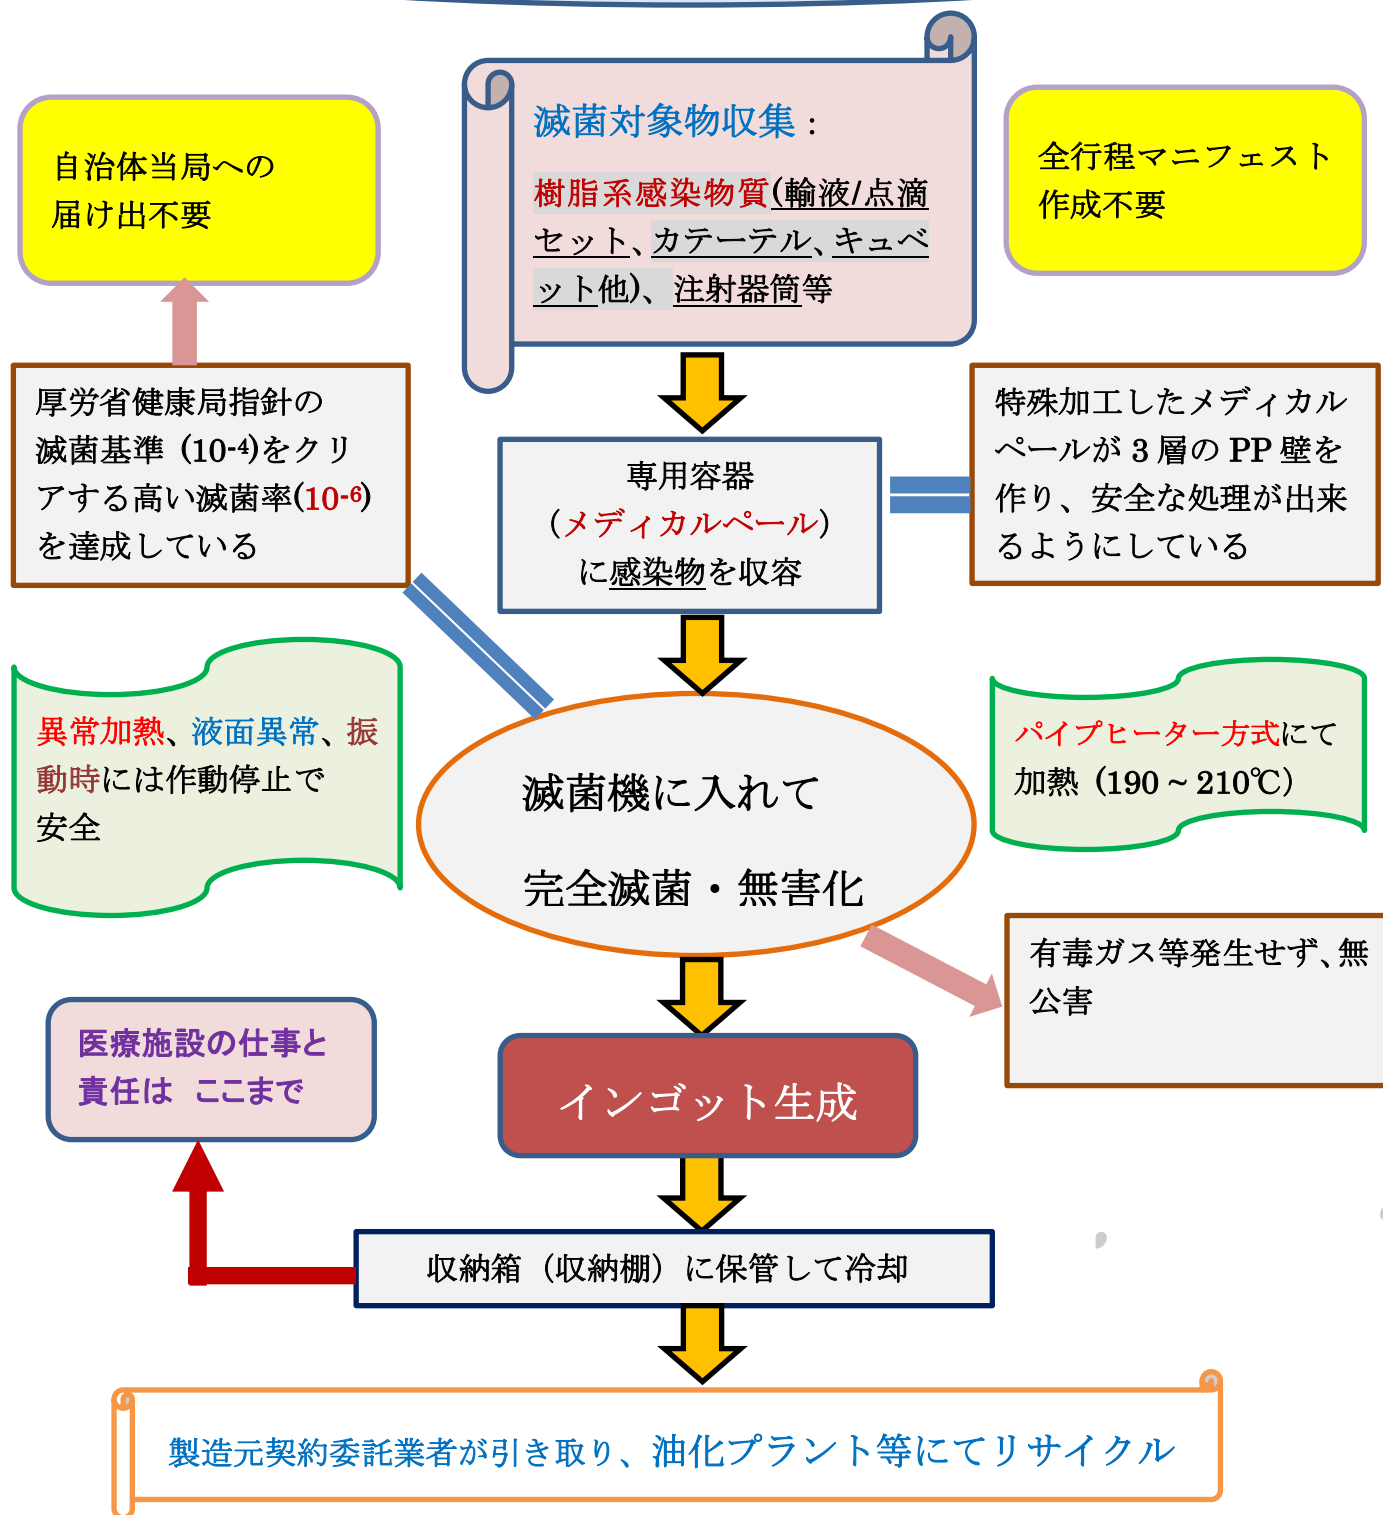 滅菌対象物収集：
樹脂系感染物質(輸液/点滴
セット、カテーテル、キュベ
ット他)、注射器筒等
自治体当局への
届け出不要
全行程マニフェスト
作成不要
厚労省健康局指針の
滅菌基準 (10-4)をクリ
アする高い滅菌率(10-6)
を達成している
専用容器
（メディカルペール）
に感染物を収容
特殊加工したメディカル
ペールが 3 層の PP 壁を
作り、安全な処理が出来
るようにしている
異常加熱、液面異常、振
動時には作動停止で
安全
滅菌機に入れて
完全滅菌・無害化
パイプヒーター方式にて
加熱 (190 ~ 210℃)
有毒ガス等発生せず、無
公害
医療施設の仕事と
責任は ここまで
インゴット生成
収納箱（収納棚）に保管して冷却
製造元契約委託業者が引き取り、油化プラント等にてリサイクル